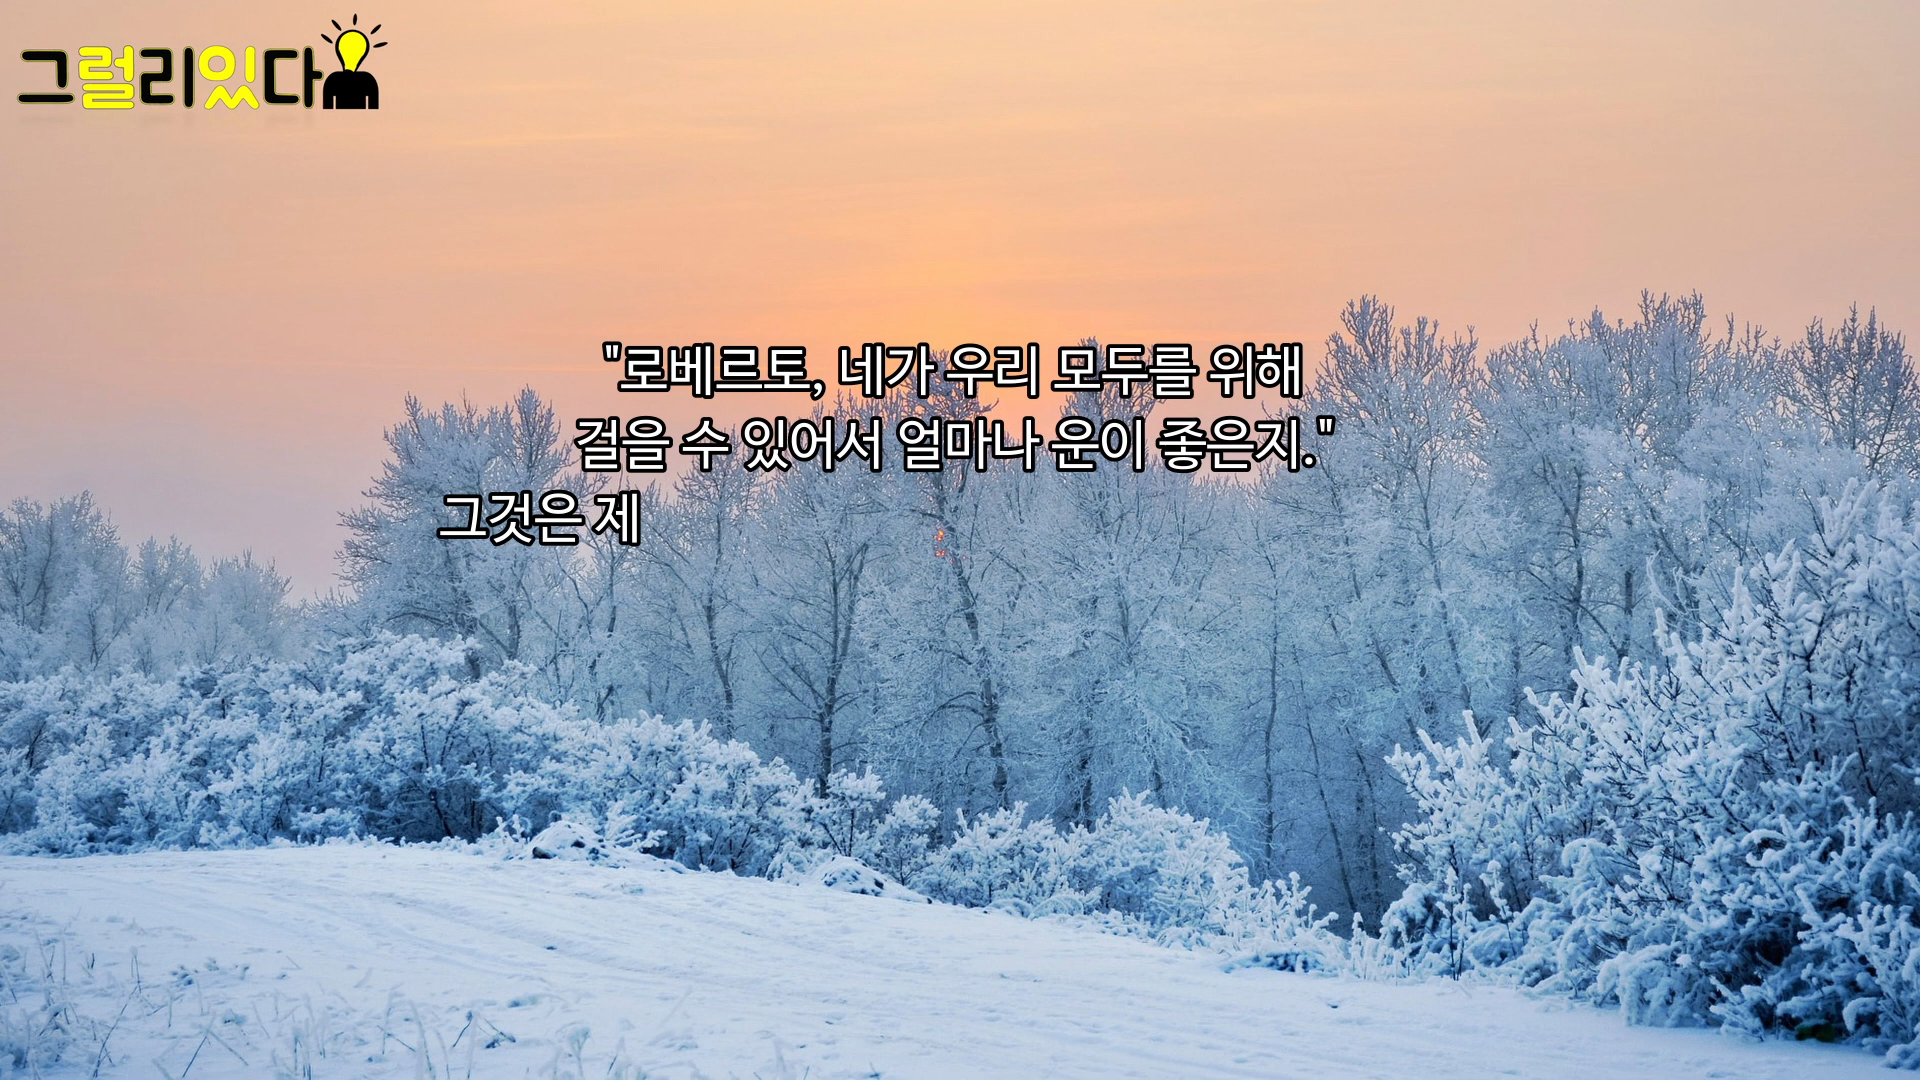 그럴리있다
"로베르토, 네가 우리 모두를 위해
걸을 수 있어서 얼마나 운이 좋은지."
그것은 제